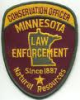 CONSERVATION OFFICER
MINNESOTA
LAW
ENFORCEMENT
Since 1887
Natural Resources